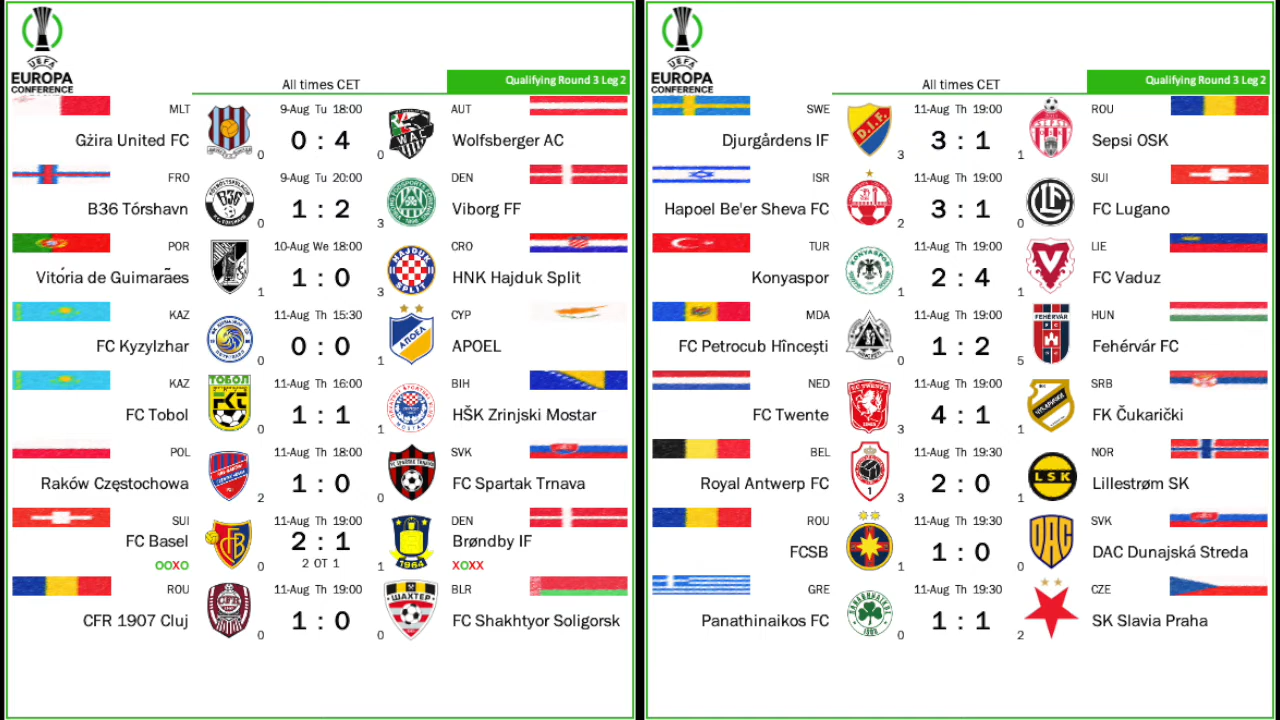 UEFA
EUROPA
CONFERENCE
All times CET
Qualifying Round 3 Leg 2
MLT 9-Aug Tu 18:00 AUT
Gżira United FC 0 0 : 4 0 Wolfsberger AC
FRO 9-Aug Tu 20:00 DEN
B36 Tórshavn 0 1 : 2 3 Viborg FF
POR 10-Aug We 18:00 CRO
Vitória de Guimarães 1 1 : 0 3 HNK Hajduk Split
KAZ 11-Aug Th 15:30 CYP
FC Kyzylzhar 0 0 : 0 1 APOEL
KAZ 11-Aug Th 16:00 BIH
FC Tobol 0 1 : 1 1 HŠK Zrinjski Mostar
POL 11-Aug Th 18:00 SVK
Raków Częstochowa 2 1 : 0 0 FC Spartak Trnava
SUI 11-Aug Th 19:00 DEN
FC Basel 0 2 : 1 1 Brøndby IF
OOXO 2 OT 1 XOXX
ROU 11-Aug Th 19:00 BLR
CFR 1907 Cluj 0 1 : 0 0 FC Shakhtyor Soligorsk
UEFA
EUROPA
CONFERENCE
All times CET
Qualifying Round 3 Leg 2
SWE 11-Aug Th 19:00 ROU
Djurgårdens IF 3 3 : 1 1 Sepsi OSK
ISR 11-Aug Th 19:00 SUI
Hapoel Be'er Sheva FC 2 3 : 1 0 FC Lugano
TUR 11-Aug Th 19:00 LIE
Konyaspor 1 2 : 4 1 FC Vaduz
MDA 11-Aug Th 19:00 HUN
FC Petrocub Hîncești 0 1 : 2 5 Fehérvár FC
NED 11-Aug Th 19:00 SRB
FC Twente 3 4 : 1 1 FK Čukarički
BEL 11-Aug Th 19:30 NOR
Royal Antwerp FC 3 2 : 0 1 Lillestrøm SK
ROU 11-Aug Th 19:30 SVK
FCSB 1 1 : 0 0 DAC Dunajská Streda
GRE 11-Aug Th 19:30 CZE
Panathinaikos FC 0 1 : 1 2 SK Slavia Praha